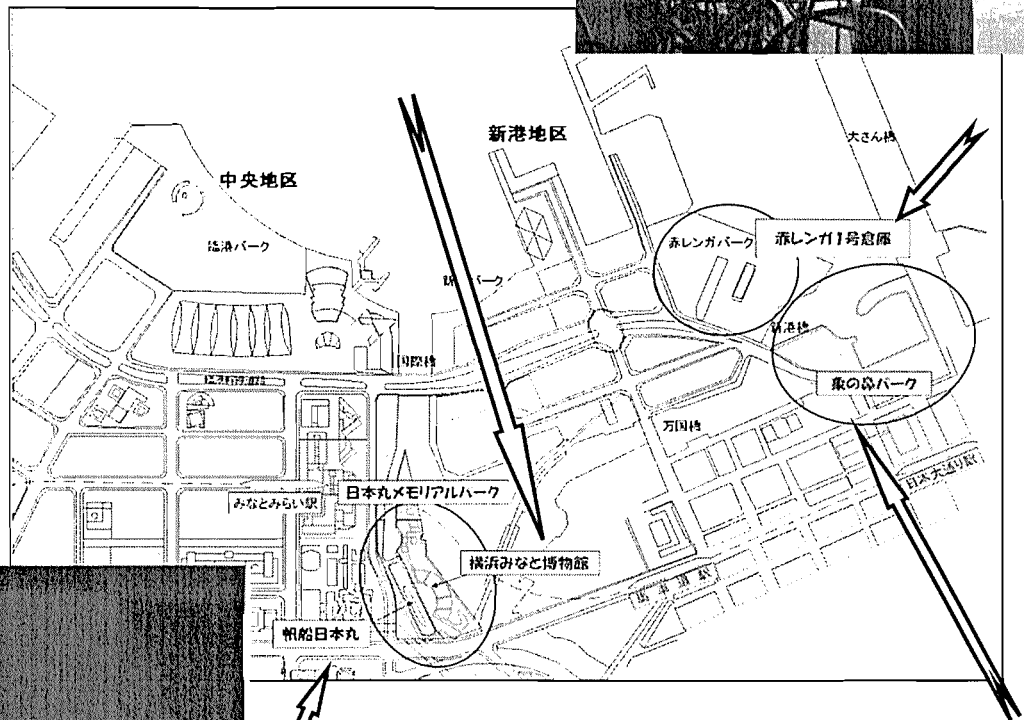 新港地区
大さん橋
中央地区
赤レンガパーク
赤レンガ1号倉庫
臨港パーク
パーク
新港橋
国際橋
象の鼻パーク
万国橋
日本大通り駅
みなとみらい駅
日本丸メモリアルパーク
横浜みなと博物館
帆船日本丸